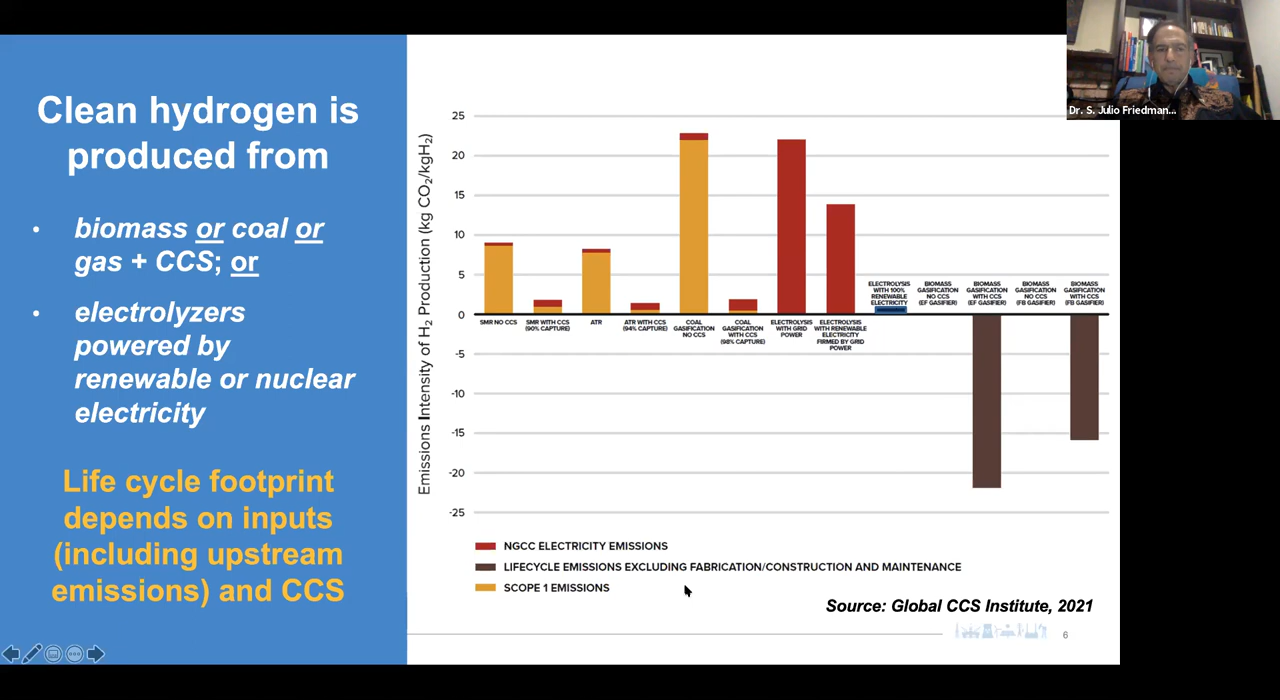 Clean hydrogen is
produced from
• biomass or coal or
gas + CCS; or
• electrolyzers
powered by
renewable or nuclear
electricity
Life cycle footprint
depends on inputs
(including upstream
emissions) and CCS
Emissions Intensity of H₂ Production (kg CO₂/kgH₂)
25
20
15
10
5
0
-5
-10
-15
-20
-25
SMR NO CCS
SMR WITH CCS
(90% CAPTURE)
ATR
ATR WITH CCS
(94% CAPTURE)
COAL
GASIFICATION
NO CCS
COAL
GASIFICATION
WITH CCS
(98% CAPTURE)
ELECTROLYSIS
WITH GRID
POWER
ELECTROLYSIS
WITH RENEWABLE
ELECTRICITY
FIRMED BY GRID
POWER
ELECTROLYSIS
WITH 100%
RENEWABLE
ELECTRICITY
BIOMASS
GASIFICATION
NO CCS
(EF GASIFIER)
BIOMASS
GASIFICATION
WITH CCS
(EF GASIFIER)
BIOMASS
GASIFICATION
NO CCS
(FB GASIFIER)
BIOMASS
GASIFICATION
WITH CCS
(FB GASIFIER)
NGCC ELECTRICITY EMISSIONS
LIFECYCLE EMISSIONS EXCLUDING FABRICATION/CONSTRUCTION AND MAINTENANCE
SCOPE 1 EMISSIONS
Source: Global CCS Institute, 2021
6
Dr. S. Julio Friedman...